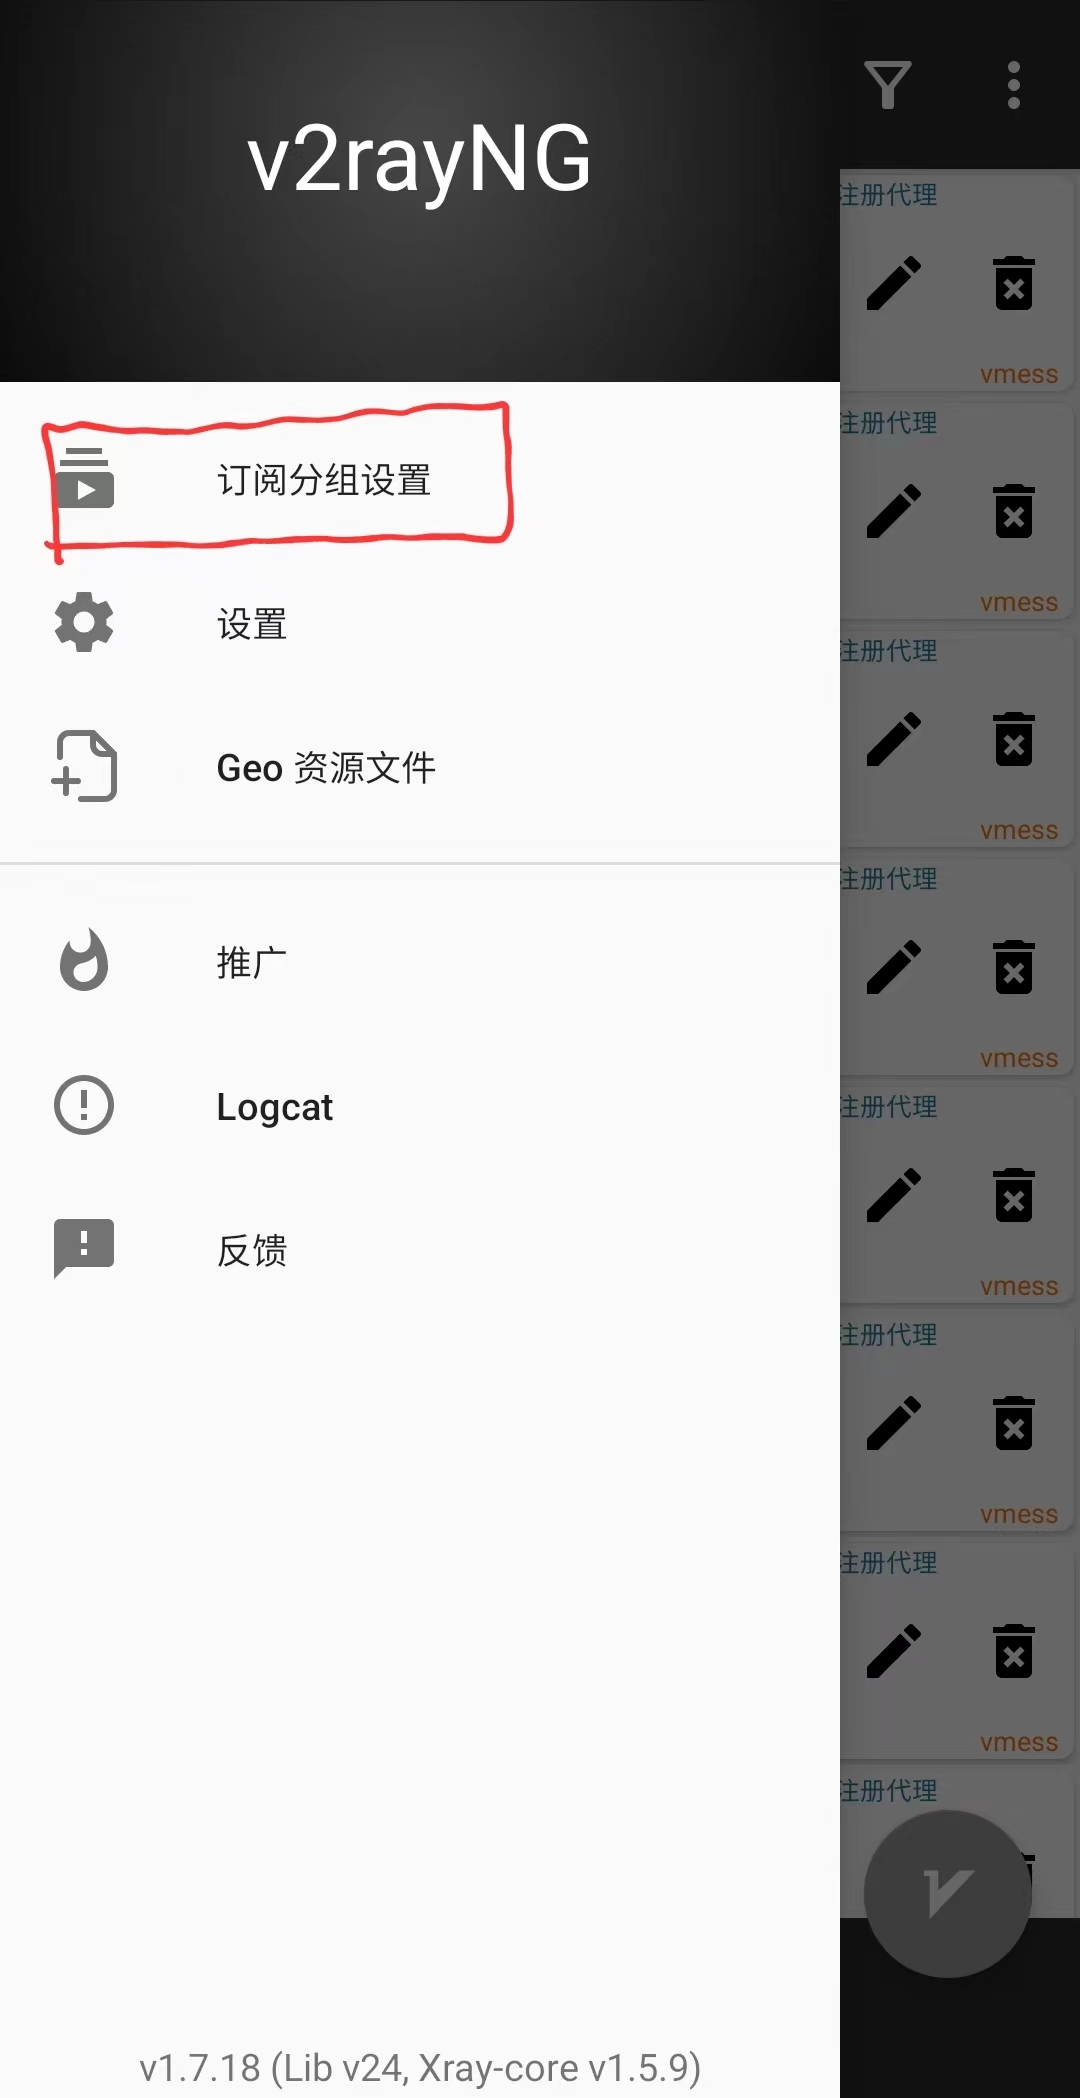 v2rayNG
订阅分组设置
设置
Geo 资源文件
推广
Logcat
反馈
v1.7.18 (Lib v24, Xray-core v1.5.9)
注册代理
vmess
注册代理
vmess
注册代理
vmess
注册代理
vmess
注册代理
vmess
注册代理
vmess
注册代理
vmess
注册代理